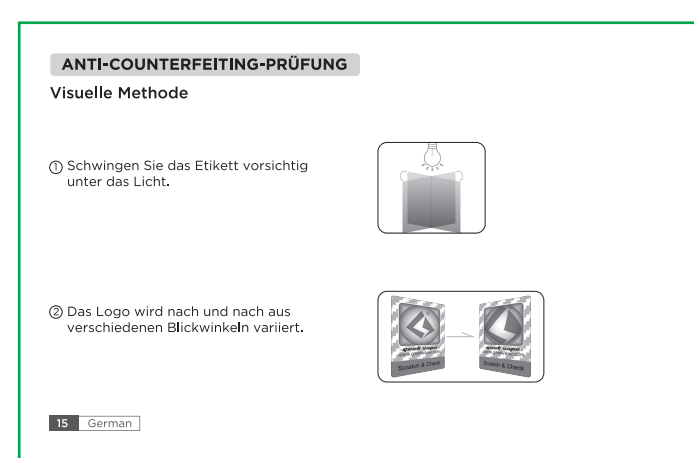 ANTI-COUNTERFEITING-PRÜFUNG
Visuelle Methode
① Schwingen Sie das Etikett vorsichtig
unter das Licht.
② Das Logo wird nach und nach aus
verschiedenen Blickwinkeln variiert.
Scratch & Check
Scratch & Check
15 German